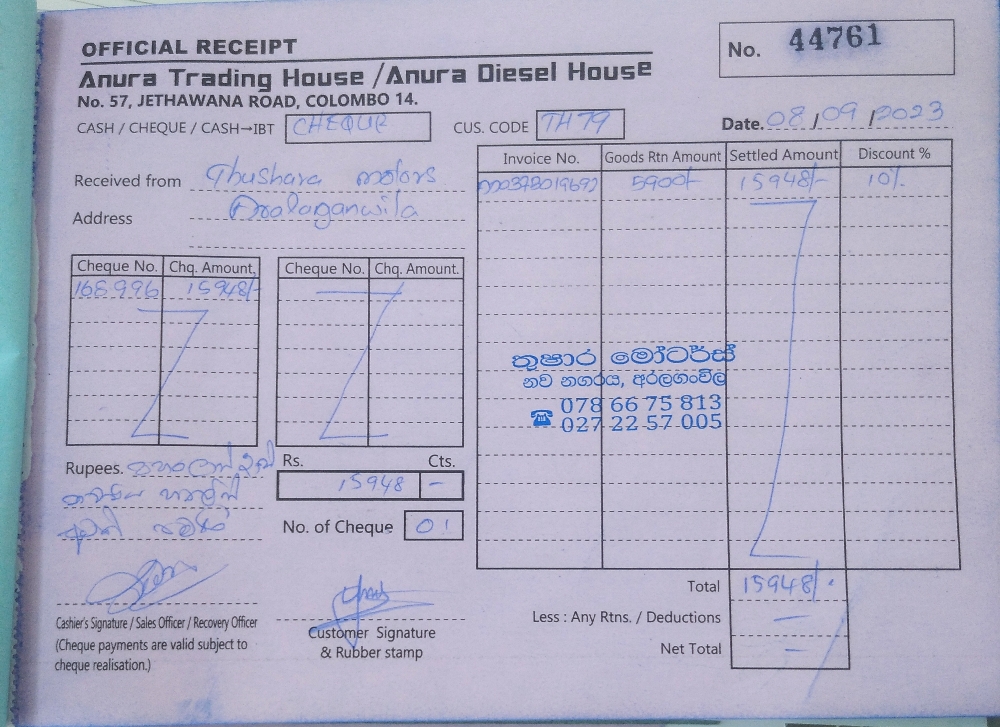 OFFICIAL RECEIPT
No. 44761
Anura Trading House / Anura Diesel House
No. 57, JETHAWANA ROAD, COLOMBO 14.
CASH / CHEQUE / CASH→IBT CHEQUE
CUS. CODE TH79
Date. 08/09/2023
Received from Thushara motors
Address Aralaganwila
Invoice No. Goods Rtn Amount Settled Amount Discount %
5900/- 15948/- 10%
Cheque No. Chq. Amount. Cheque No. Chq. Amount.
168996 15948/-
තුෂාර මෝටර්ස්
නව නගරය, අරලගංවිල
☎ 078 66 75 813
027 22 57 005
Rupees.
Rs. Cts.
15948 -
No. of Cheque 01
Total 15948/-
Less : Any Rtns. / Deductions -
Net Total -
Cashier's Signature / Sales Officer / Recovery Officer
(Cheque payments are valid subject to
cheque realisation.)
Customer Signature
& Rubber stamp